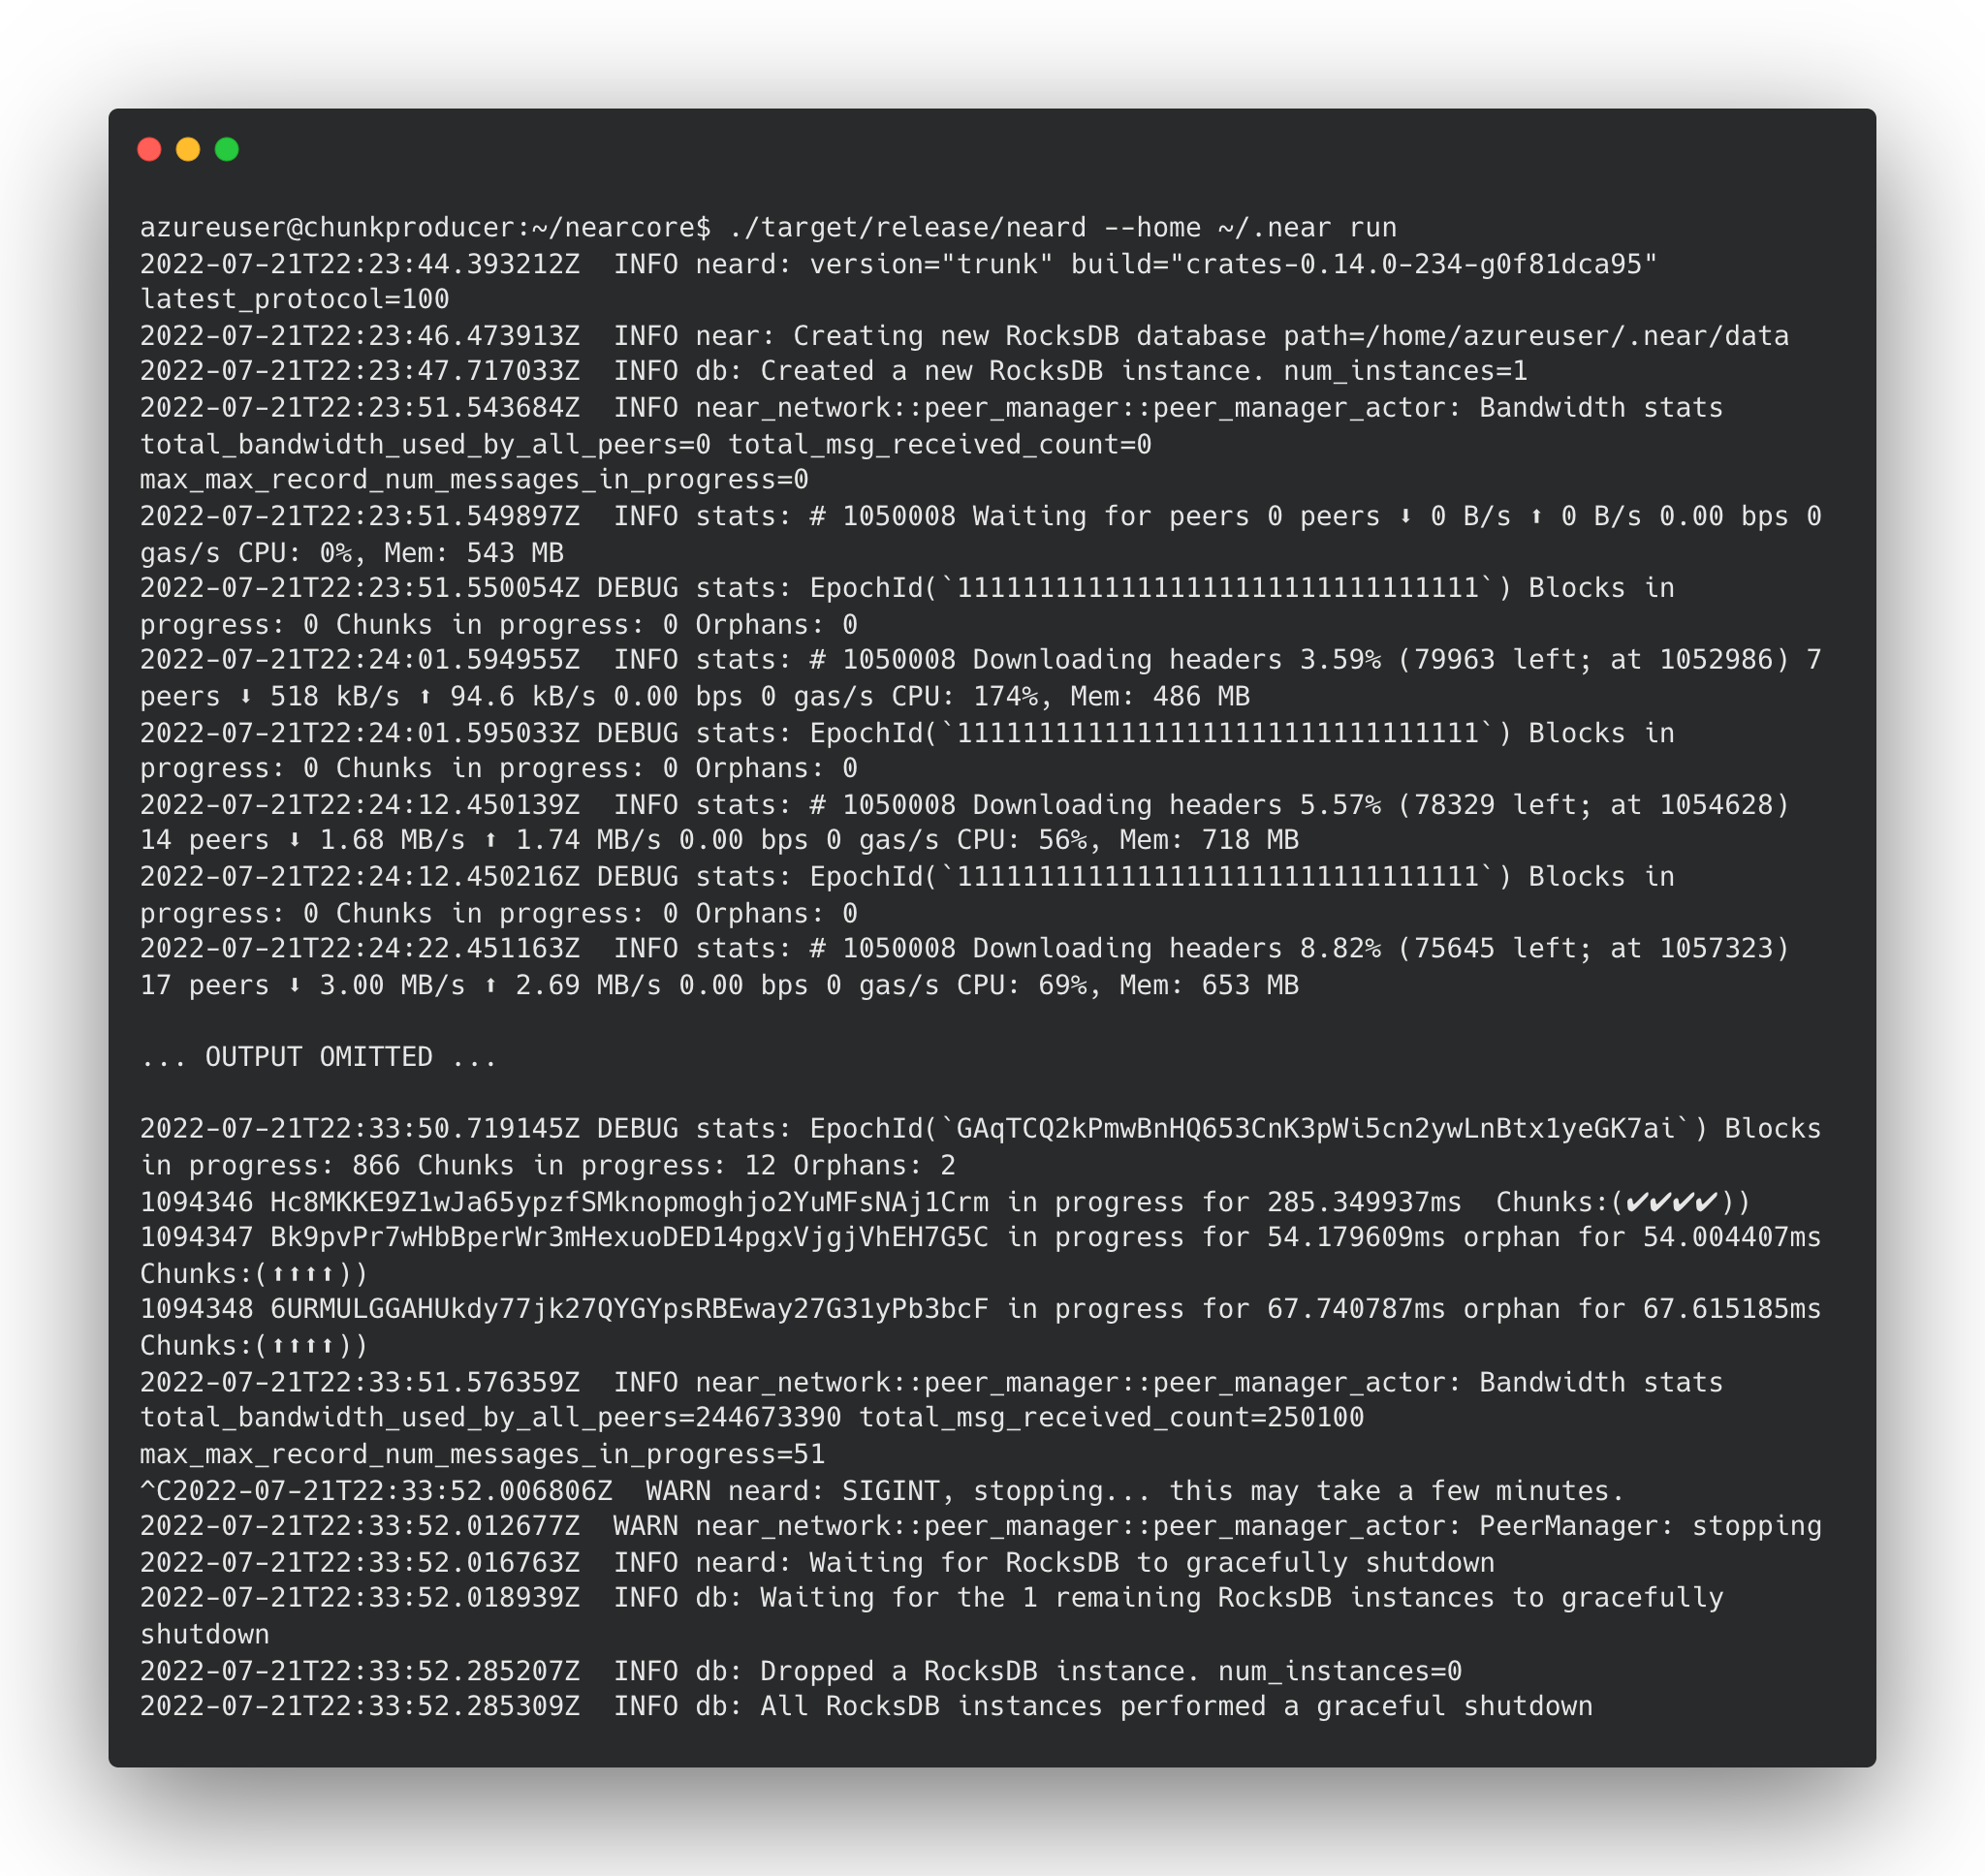 azureuser@chunkproducer:~/nearcore$ ./target/release/neard --home ~/.near run
2022-07-21T22:23:44.393212Z  INFO neard: version="trunk" build="crates-0.14.0-234-g0f81dca95"
latest_protocol=100
2022-07-21T22:23:46.473913Z  INFO near: Creating new RocksDB database path=/home/azureuser/.near/data
2022-07-21T22:23:47.717033Z  INFO db: Created a new RocksDB instance. num_instances=1
2022-07-21T22:23:51.543684Z  INFO near_network::peer_manager::peer_manager_actor: Bandwidth stats
total_bandwidth_used_by_all_peers=0 total_msg_received_count=0
max_max_record_num_messages_in_progress=0
2022-07-21T22:23:51.549897Z  INFO stats: # 1050008 Waiting for peers 0 peers ⬇ 0 B/s ⬆ 0 B/s 0.00 bps 0
gas/s CPU: 0%, Mem: 543 MB
2022-07-21T22:23:51.550054Z DEBUG stats: EpochId(`11111111111111111111111111111111`) Blocks in
progress: 0 Chunks in progress: 0 Orphans: 0
2022-07-21T22:24:01.594955Z  INFO stats: # 1050008 Downloading headers 3.59% (79963 left; at 1052986) 7
peers ⬇ 518 kB/s ⬆ 94.6 kB/s 0.00 bps 0 gas/s CPU: 174%, Mem: 486 MB
2022-07-21T22:24:01.595033Z DEBUG stats: EpochId(`11111111111111111111111111111111`) Blocks in
progress: 0 Chunks in progress: 0 Orphans: 0
2022-07-21T22:24:12.450139Z  INFO stats: # 1050008 Downloading headers 5.57% (78329 left; at 1054628)
14 peers ⬇ 1.68 MB/s ⬆ 1.74 MB/s 0.00 bps 0 gas/s CPU: 56%, Mem: 718 MB
2022-07-21T22:24:12.450216Z DEBUG stats: EpochId(`11111111111111111111111111111111`) Blocks in
progress: 0 Chunks in progress: 0 Orphans: 0
2022-07-21T22:24:22.451163Z  INFO stats: # 1050008 Downloading headers 8.82% (75645 left; at 1057323)
17 peers ⬇ 3.00 MB/s ⬆ 2.69 MB/s 0.00 bps 0 gas/s CPU: 69%, Mem: 653 MB
... OUTPUT OMITTED ...
2022-07-21T22:33:50.719145Z DEBUG stats: EpochId(`GAqTCQ2kPmwBnHQ653CnK3pWi5cn2ywLnBtx1yeGK7ai`) Blocks
in progress: 866 Chunks in progress: 12 Orphans: 2
1094346 Hc8MKKE9Z1wJa65ypzfSMknopmoghjo2YuMFsNAj1Crm in progress for 285.349937ms  Chunks:(✔✔✔✔))
1094347 Bk9pvPr7wHbBperWr3mHexuoDED14pgxVjgjVhEH7G5C in progress for 54.179609ms orphan for 54.004407ms
Chunks:(⬆⬆⬆⬆))
1094348 6URMULGGAHUkdy77jk27QYGYpsRBEway27G31yPb3bcF in progress for 67.740787ms orphan for 67.615185ms
Chunks:(⬆⬆⬆⬆))
2022-07-21T22:33:51.576359Z  INFO near_network::peer_manager::peer_manager_actor: Bandwidth stats
total_bandwidth_used_by_all_peers=244673390 total_msg_received_count=250100
max_max_record_num_messages_in_progress=51
^C2022-07-21T22:33:52.006806Z  WARN neard: SIGINT, stopping... this may take a few minutes.
2022-07-21T22:33:52.012677Z  WARN near_network::peer_manager::peer_manager_actor: PeerManager: stopping
2022-07-21T22:33:52.016763Z  INFO neard: Waiting for RocksDB to gracefully shutdown
2022-07-21T22:33:52.018939Z  INFO db: Waiting for the 1 remaining RocksDB instances to gracefully
shutdown
2022-07-21T22:33:52.285207Z  INFO db: Dropped a RocksDB instance. num_instances=0
2022-07-21T22:33:52.285309Z  INFO db: All RocksDB instances performed a graceful shutdown